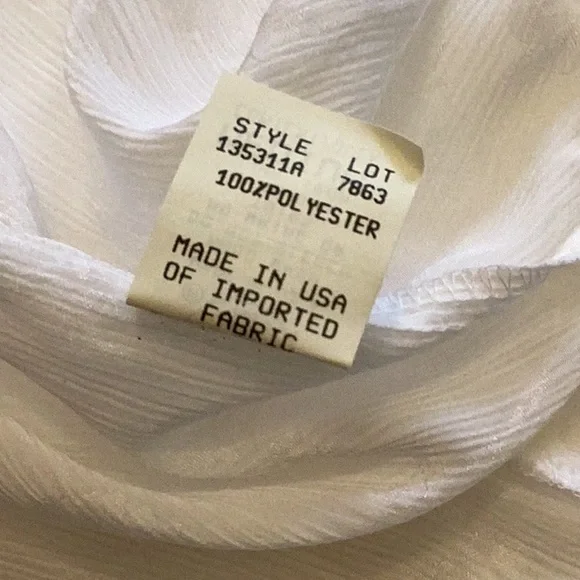 STYLE LOT
135311A 7863
100%POLYESTER
MADE IN USA
OF IMPORTED
FABRIC